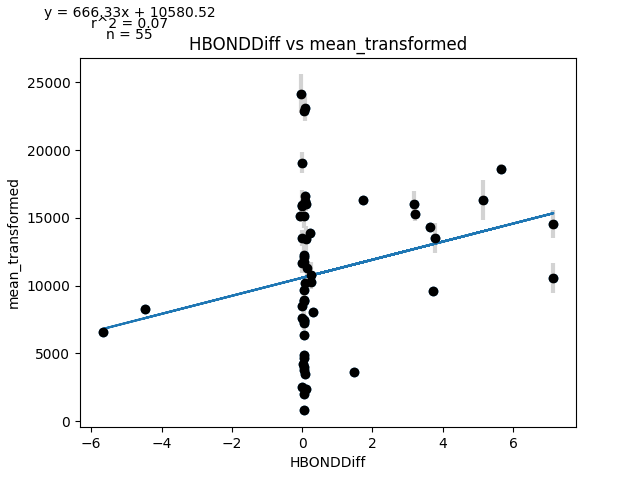 y = 666.33x + 10580.52
r^2 = 0.07
n = 55
HBONDDiff vs mean_transformed
mean_transformed
25000
20000
15000
10000
5000
0
−6
−4
−2
0
2
4
6
HBONDDiff